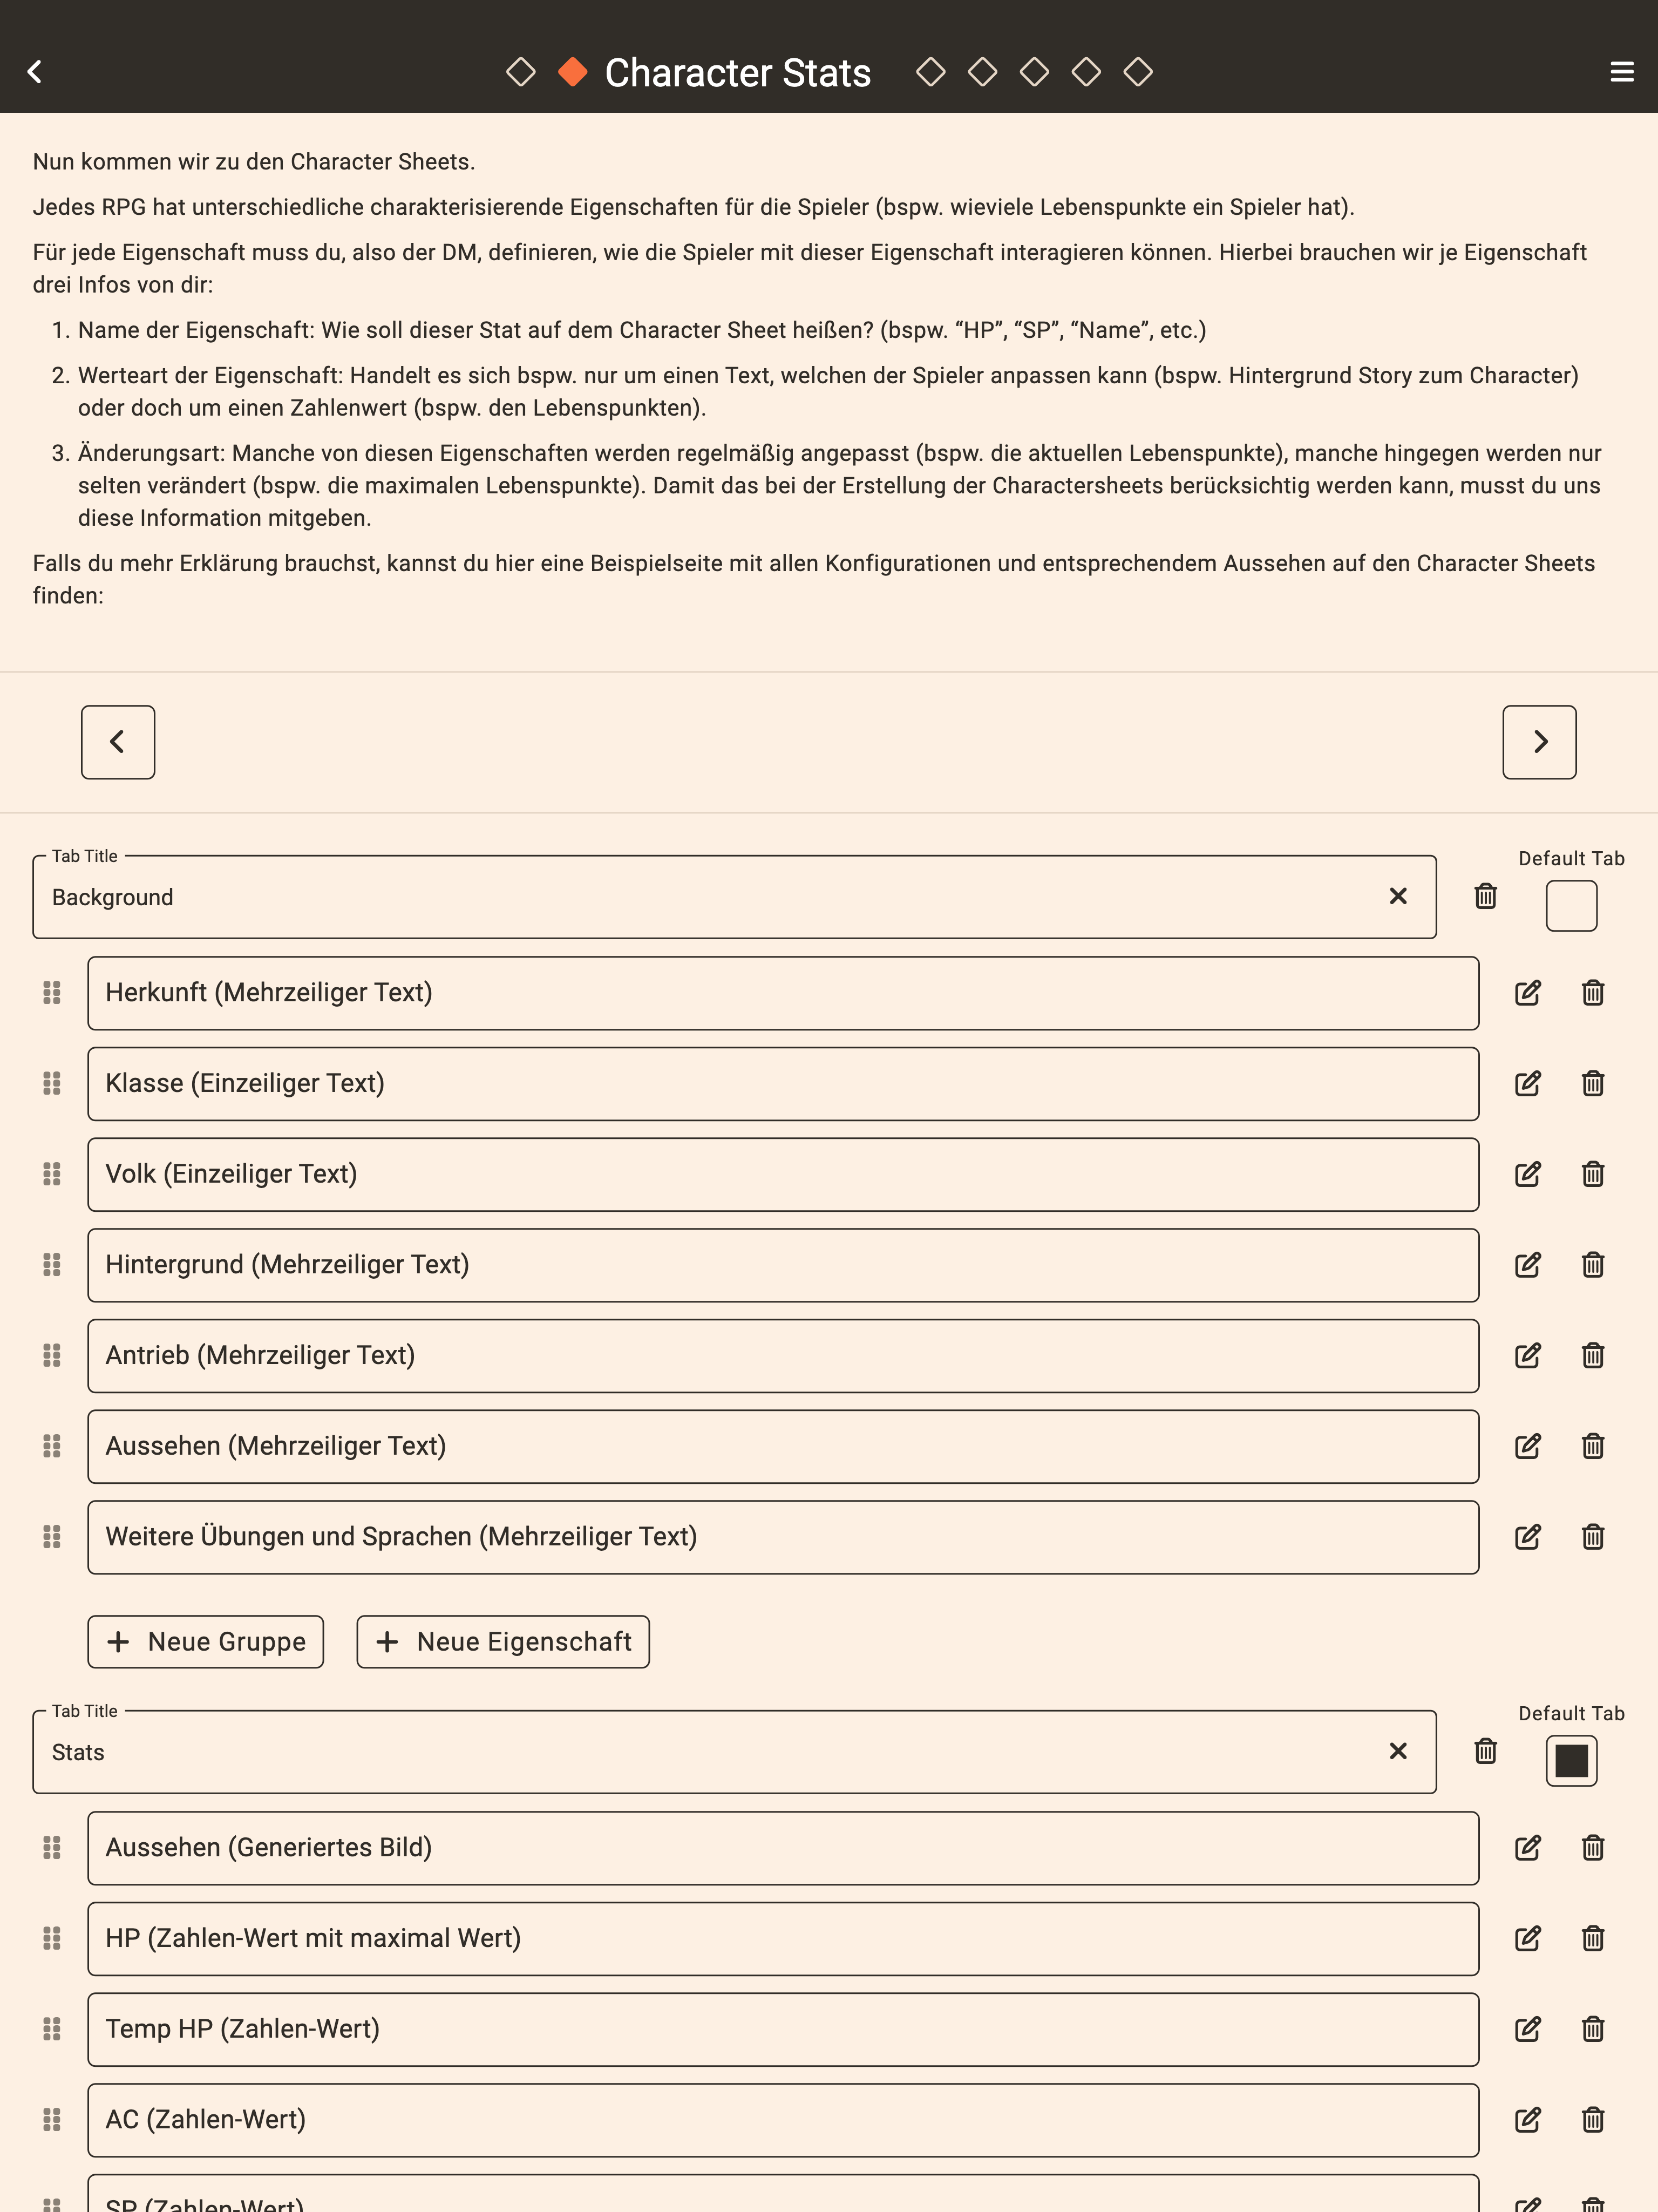 Character Stats
Nun kommen wir zu den Character Sheets.
Jedes RPG hat unterschiedliche charakterisierende Eigenschaften für die Spieler (bspw. wieviele Lebenspunkte ein Spieler hat).
Für jede Eigenschaft muss du, also der DM, definieren, wie die Spieler mit dieser Eigenschaft interagieren können. Hierbei brauchen wir je Eigenschaft
drei Infos von dir:
1. Name der Eigenschaft: Wie soll dieser Stat auf dem Character Sheet heißen? (bspw. “HP”, “SP”, “Name”, etc.)
2. Werteart der Eigenschaft: Handelt es sich bspw. nur um einen Text, welchen der Spieler anpassen kann (bspw. Hintergrund Story zum Character)
oder doch um einen Zahlenwert (bspw. den Lebenspunkten).
3. Änderungsart: Manche von diesen Eigenschaften werden regelmäßig angepasst (bspw. die aktuellen Lebenspunkte), manche hingegen werden nur
selten verändert (bspw. die maximalen Lebenspunkte). Damit das bei der Erstellung der Charactersheets berücksichtig werden kann, musst du uns
diese Information mitgeben.
Falls du mehr Erklärung brauchst, kannst du hier eine Beispielseite mit allen Konfigurationen und entsprechendem Aussehen auf den Character Sheets
finden:
Tab Title
Default Tab
Background
Herkunft (Mehrzeiliger Text)
Klasse (Einzeiliger Text)
Volk (Einzeiliger Text)
Hintergrund (Mehrzeiliger Text)
Antrieb (Mehrzeiliger Text)
Aussehen (Mehrzeiliger Text)
Weitere Übungen und Sprachen (Mehrzeiliger Text)
Neue Gruppe
Neue Eigenschaft
Tab Title
Default Tab
Stats
Aussehen (Generiertes Bild)
HP (Zahlen-Wert mit maximal Wert)
Temp HP (Zahlen-Wert)
AC (Zahlen-Wert)
SP (Zahlen-Wert)